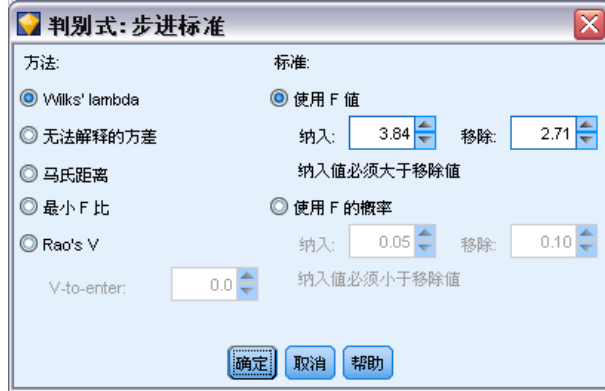 判别式:步进标准
方法:
标准:
Wilks' lambda
使用 F 值
无法解释的方差
纳入: 3.84 移除: 2.71
马氏距离
纳入值必须大于移除值
最小 F 比
使用 F 的概率
Rao's V
纳入: 0.05 移除: 0.10
V-to-enter: 0.0
纳入值必须小于移除值
确定 取消 帮助